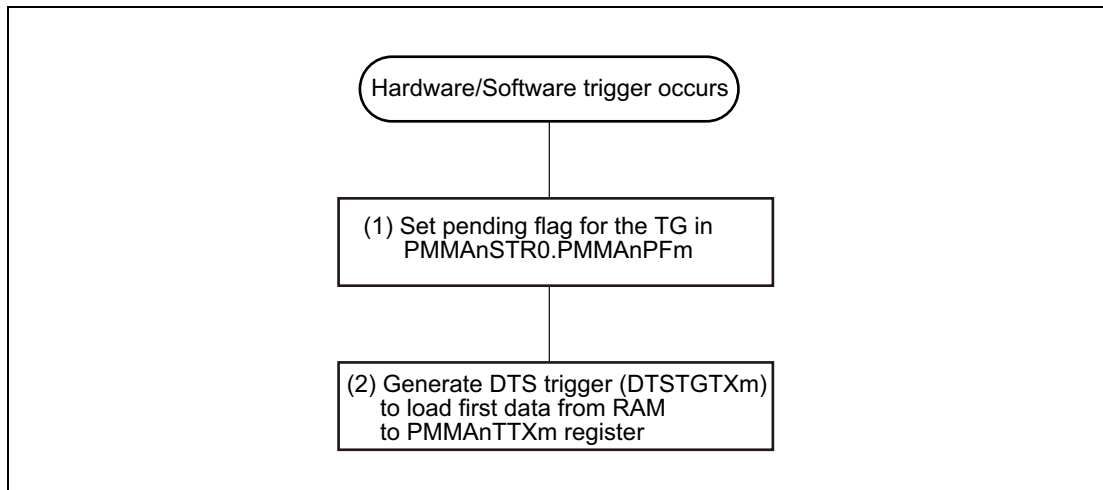 Hardware/Software trigger occurs
(1) Set pending flag for the TG in
PMMAnSTR0.PMMAnPFm
(2) Generate DTS trigger (DTSTGTXm)
to load first data from RAM
to PMMAnTTXm register